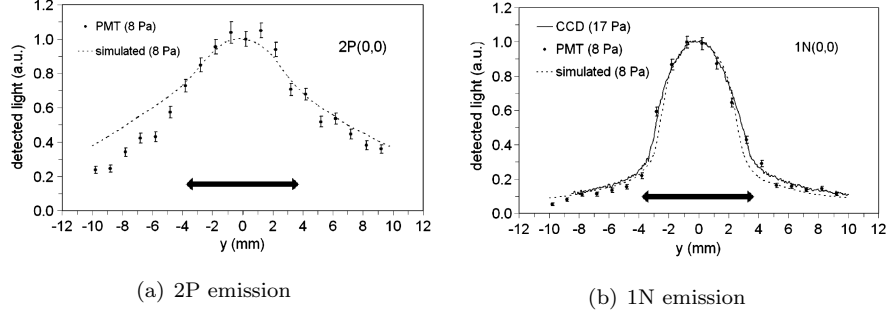 1.2
1.0
0.8
0.6
0.4
0.2
0.0
detected light (a.u.)
PMT (8 Pa)
simulated (8 Pa)
2P(0,0)
-12 -10 -8 -6 -4 -2 0 2 4 6 8 10 12
y (mm)
(a) 2P emission
1.2
1.0
0.8
0.6
0.4
0.2
0.0
detected light (a.u.)
CCD (17 Pa)
PMT (8 Pa)
simulated (8 Pa)
1N(0,0)
-12 -10 -8 -6 -4 -2 0 2 4 6 8 10 12
y (mm)
(b) 1N emission